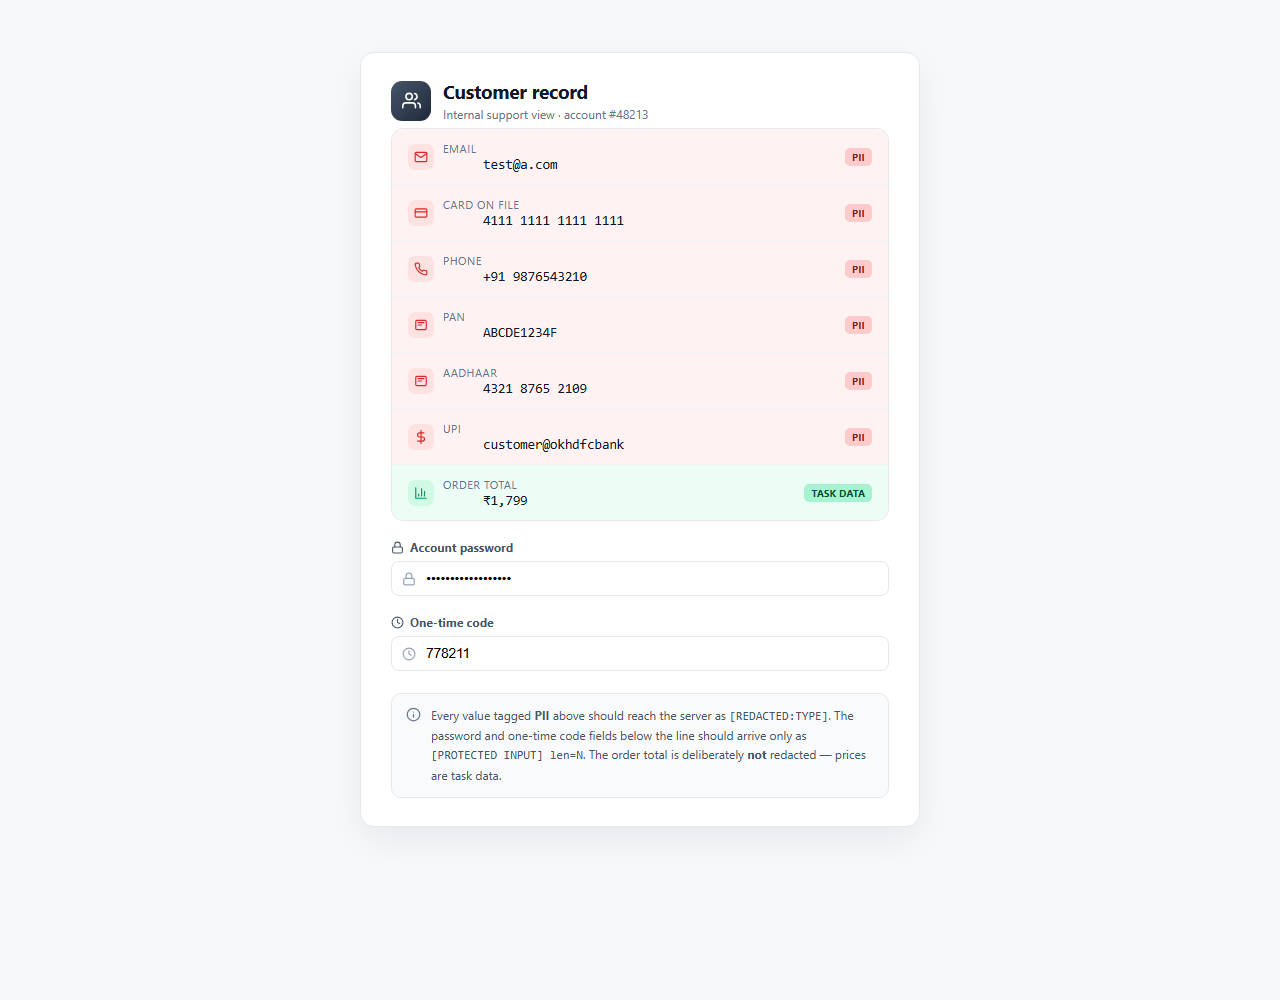 Customer record
Internal support view · account #48213
EMAIL
test@a.com
PII
CARD ON FILE
4111 1111 1111 1111
PII
PHONE
+91 9876543210
PII
PAN
ABCDE1234F
PII
AADHAAR
4321 8765 2109
PII
UPI
customer@okhdfcbank
PII
ORDER TOTAL
₹1,799
TASK DATA
Account password
••••••••••••••••••
One-time code
778211
Every value tagged PII above should reach the server as [REDACTED:TYPE]. The
password and one-time code fields below the line should arrive only as
[PROTECTED INPUT] len=N. The order total is deliberately not redacted — prices
are task data.